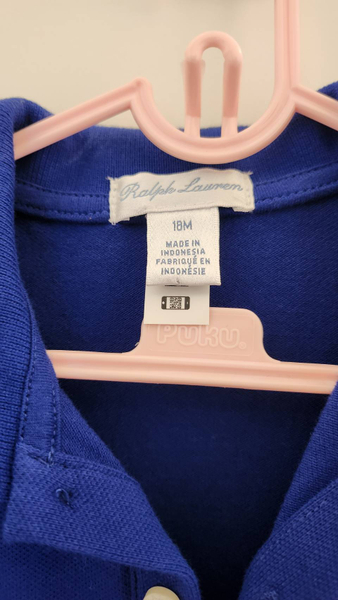 Ralph Lauren
18M
MADE IN
INDONESIA
FABRIQUÉ EN
INDONÉSIE
PUKU.